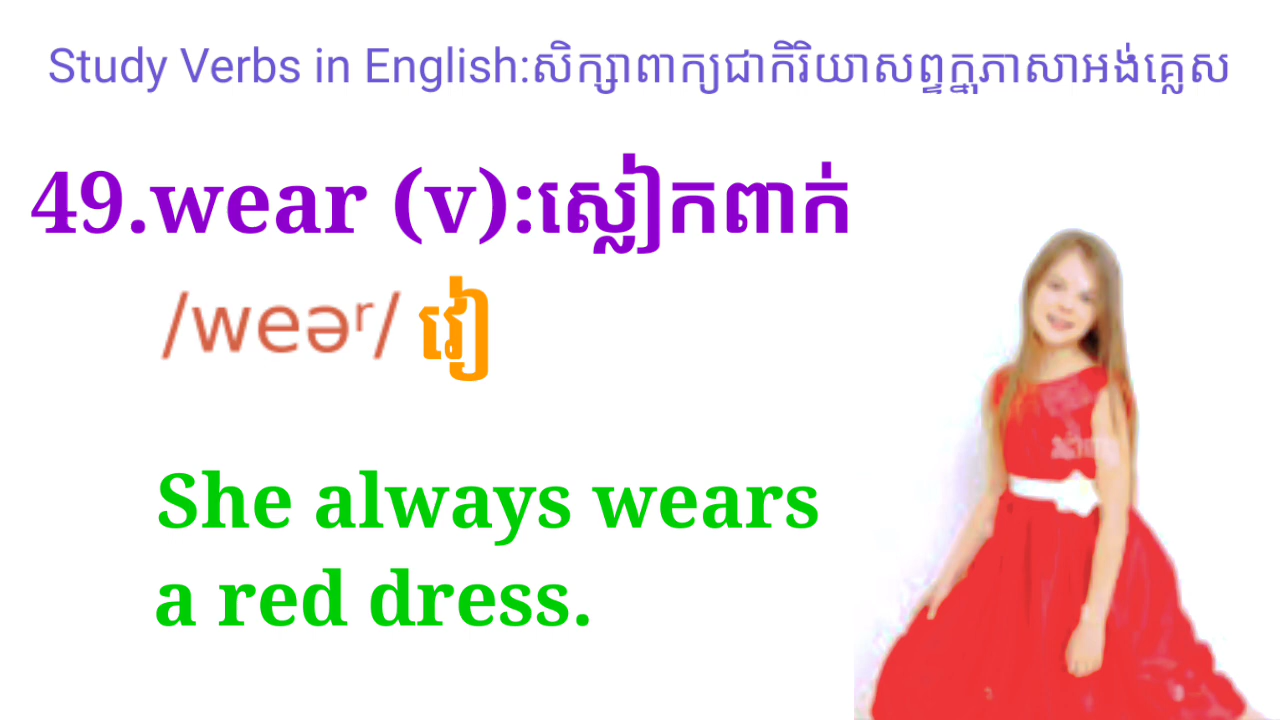 Study Verbs in English:សិក្សាពាក្យជាកិរិយាសព្ទក្នុភាសាអង់គ្លេស
49.wear (v):ស្លៀកពាក់
/weəʳ/ វៀ
She always wears
a red dress.